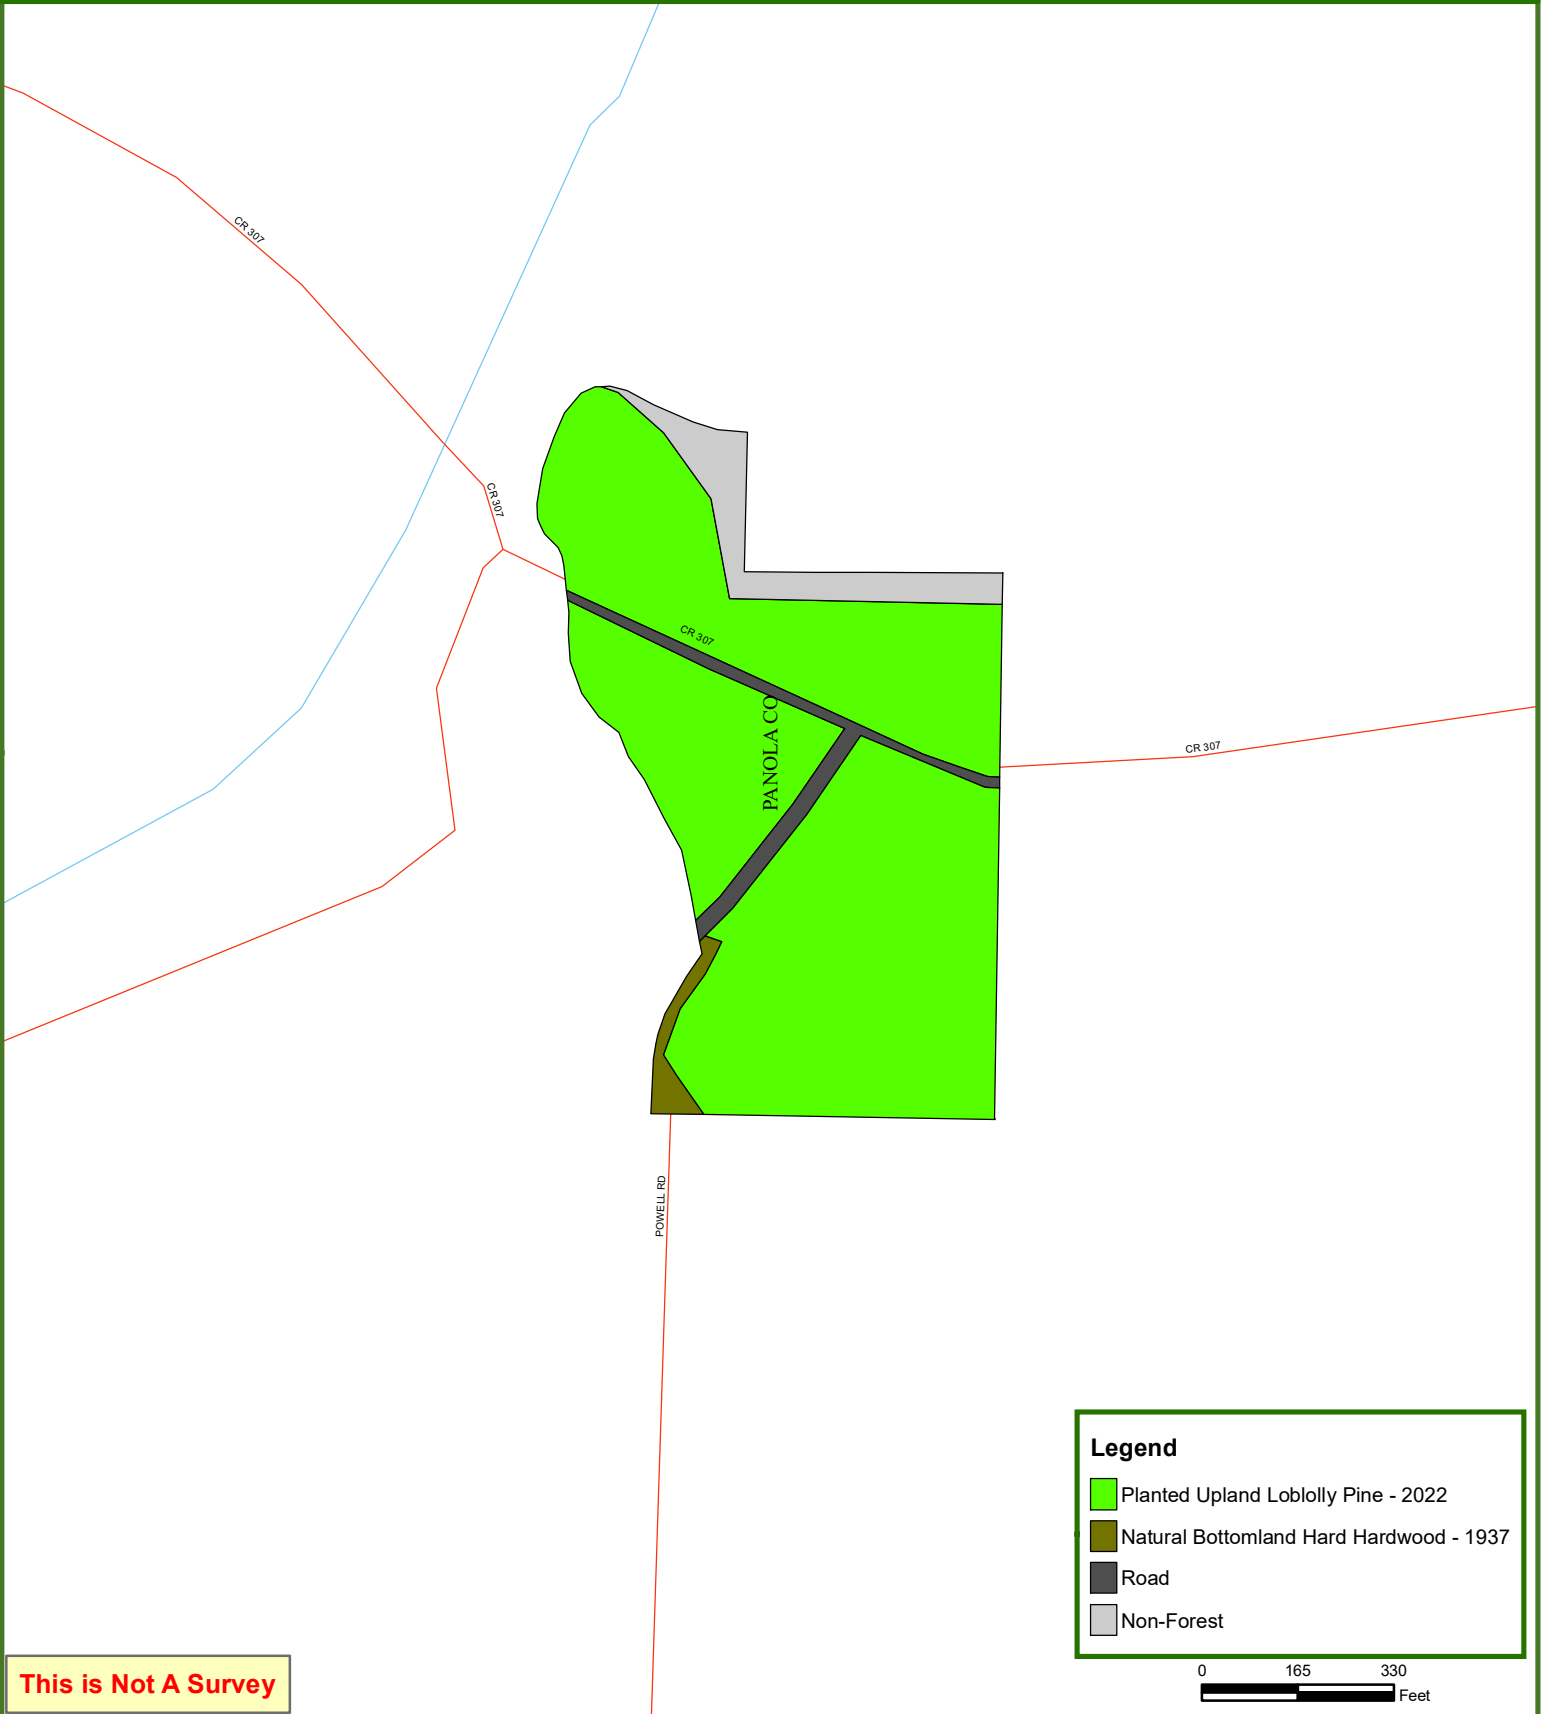 CR 307
CR 307
CR 307
PANOLA CO
CR 307
POWELL RD
Legend
Planted Upland Loblolly Pine - 2022
Natural Bottomland Hard Hardwood - 1937
Road
Non-Forest
0 165 330
Feet
This is Not A Survey